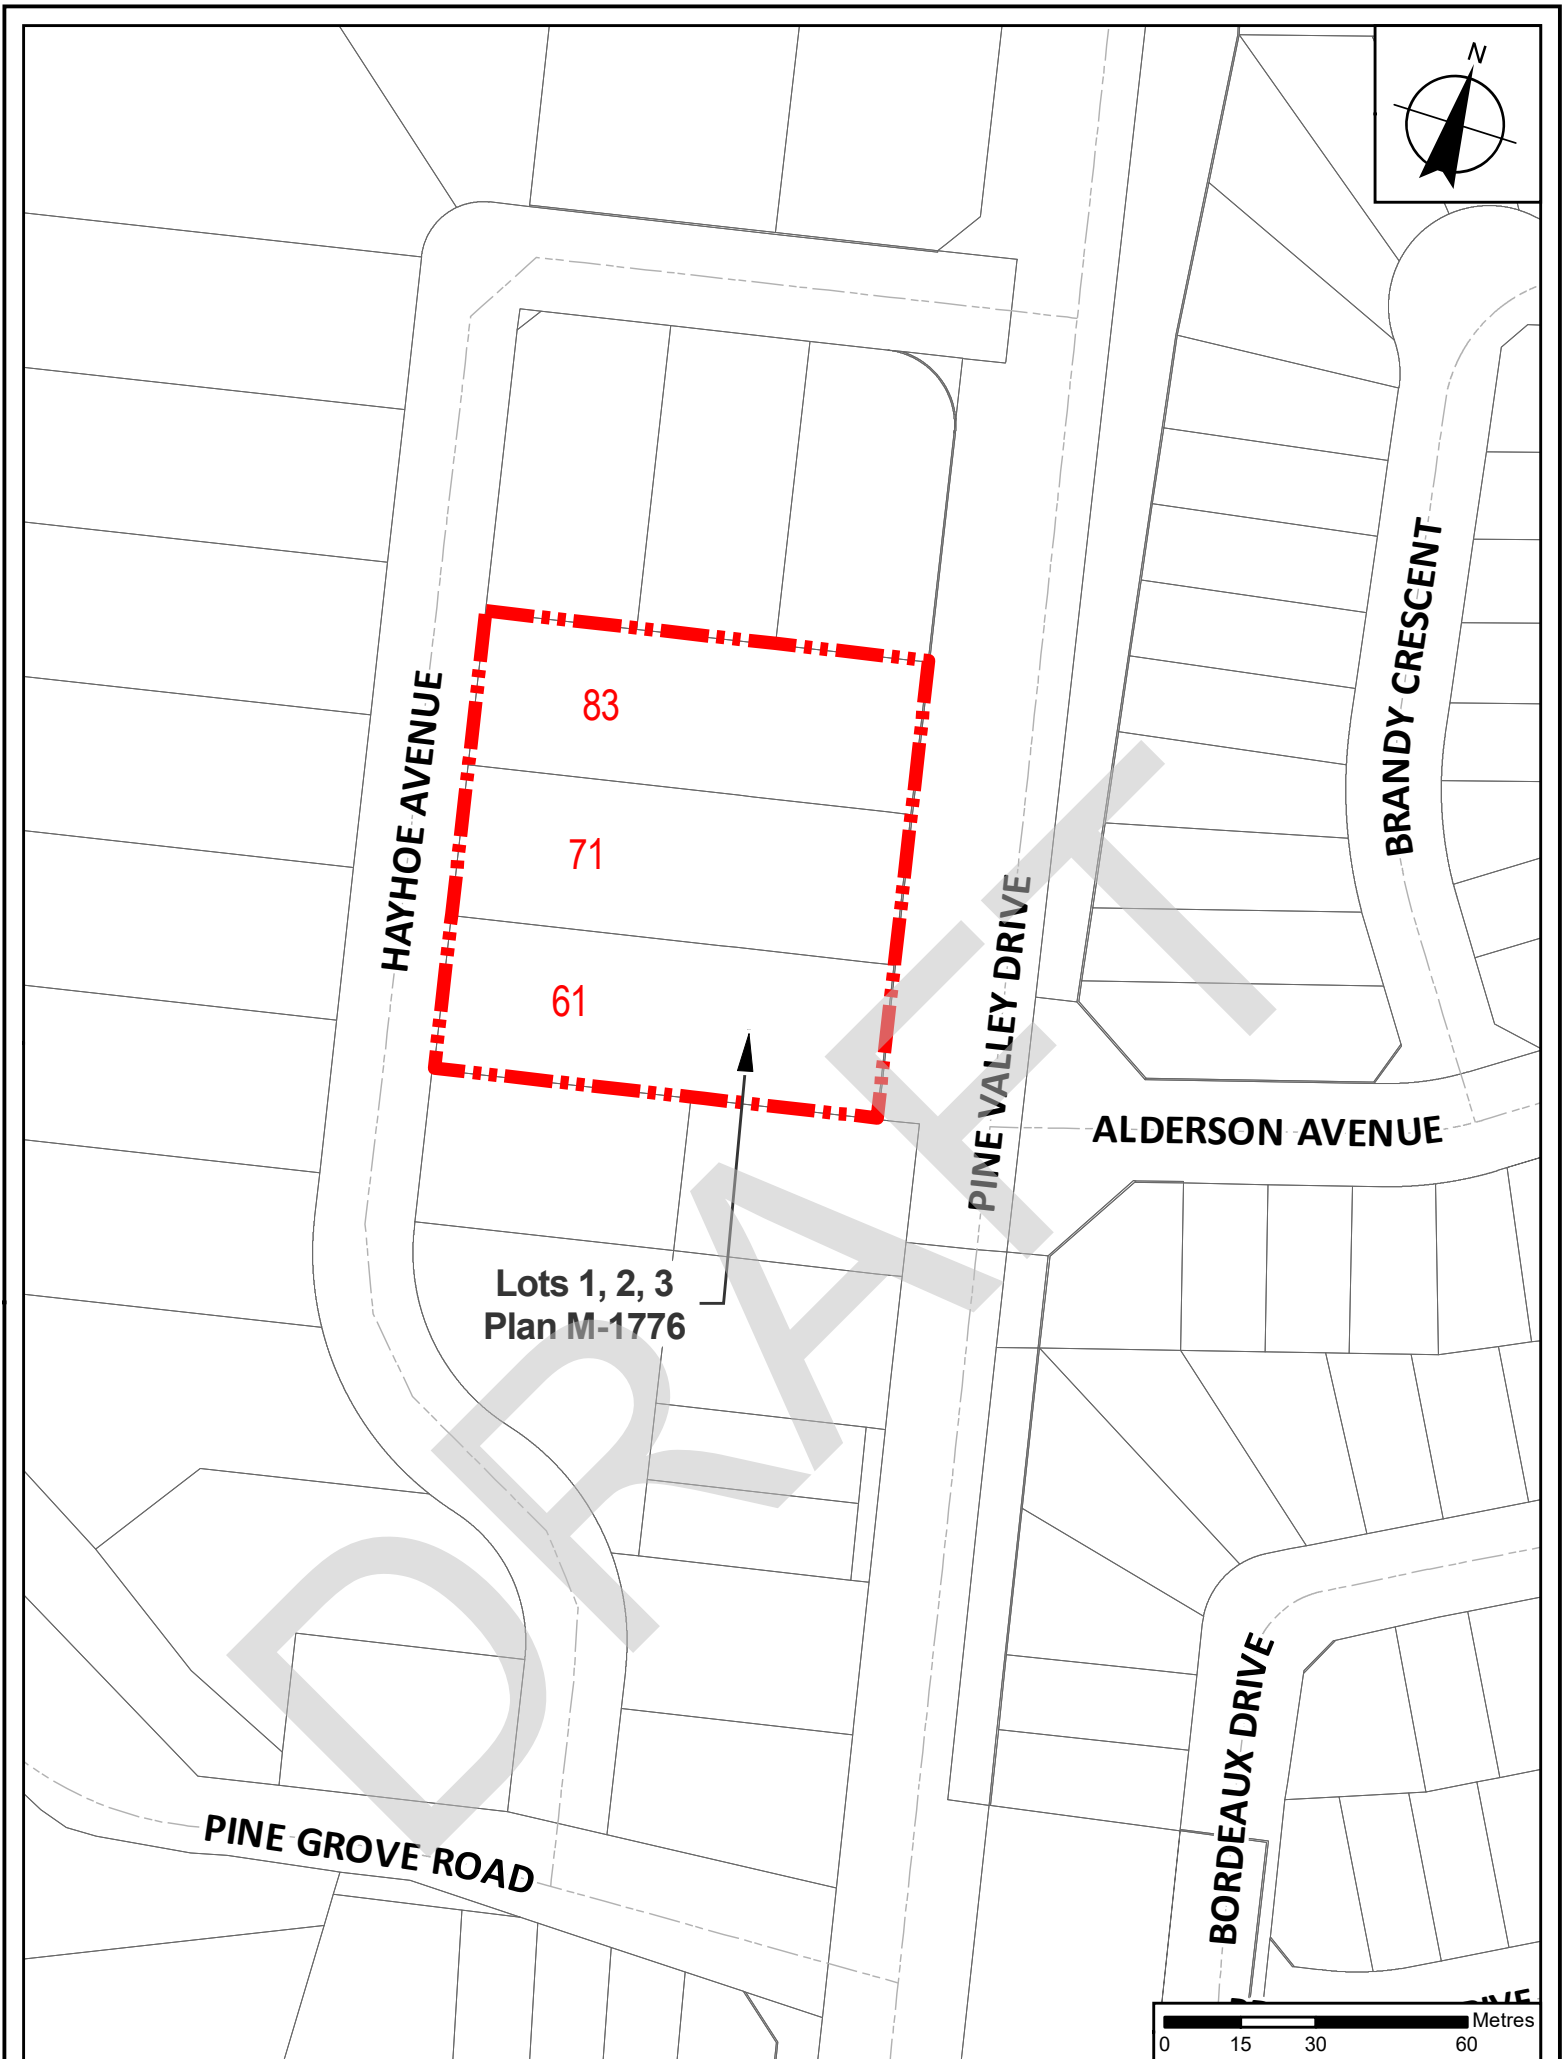 N
BRANDY CRESCENT
HAYHOE AVENUE
83
71
61
PINE VALLEY DRIVE
ALDERSON AVENUE
Lots 1, 2, 3
Plan M-1776
DRAFT
BORDEAUX DRIVE
PINE GROVE ROAD
Metres
0 15 30 60